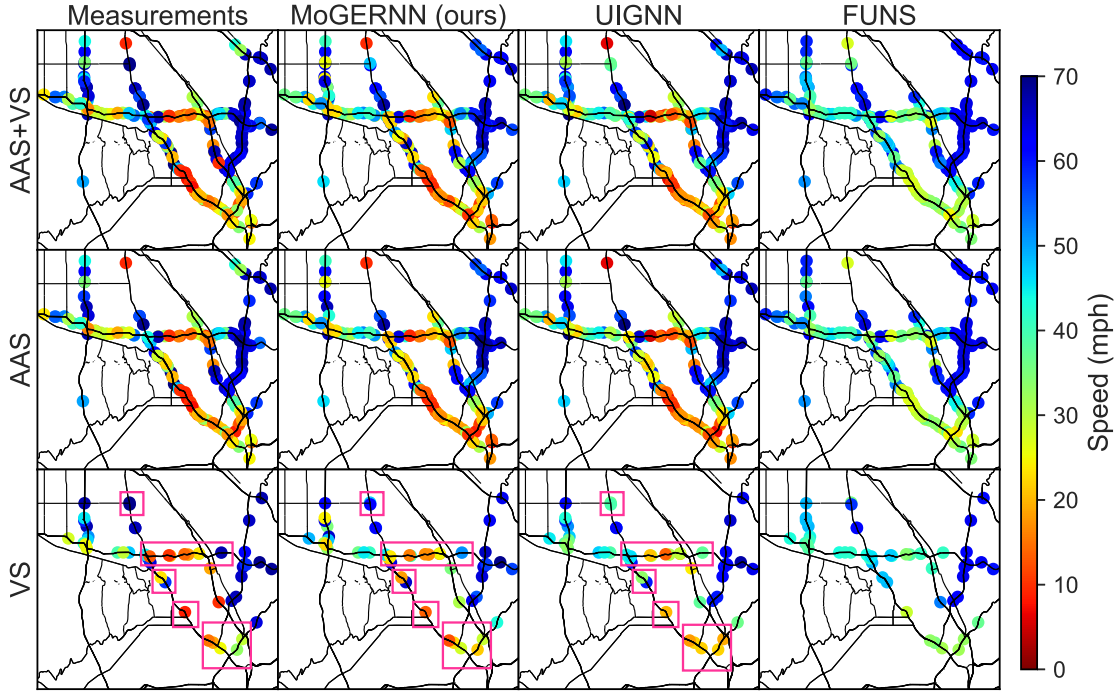 Measurements
MoGERNN (ours)
UIGNN
FUNS
AAS+VS
AAS
VS
70
60
50
40
30
20
10
0
Speed (mph)